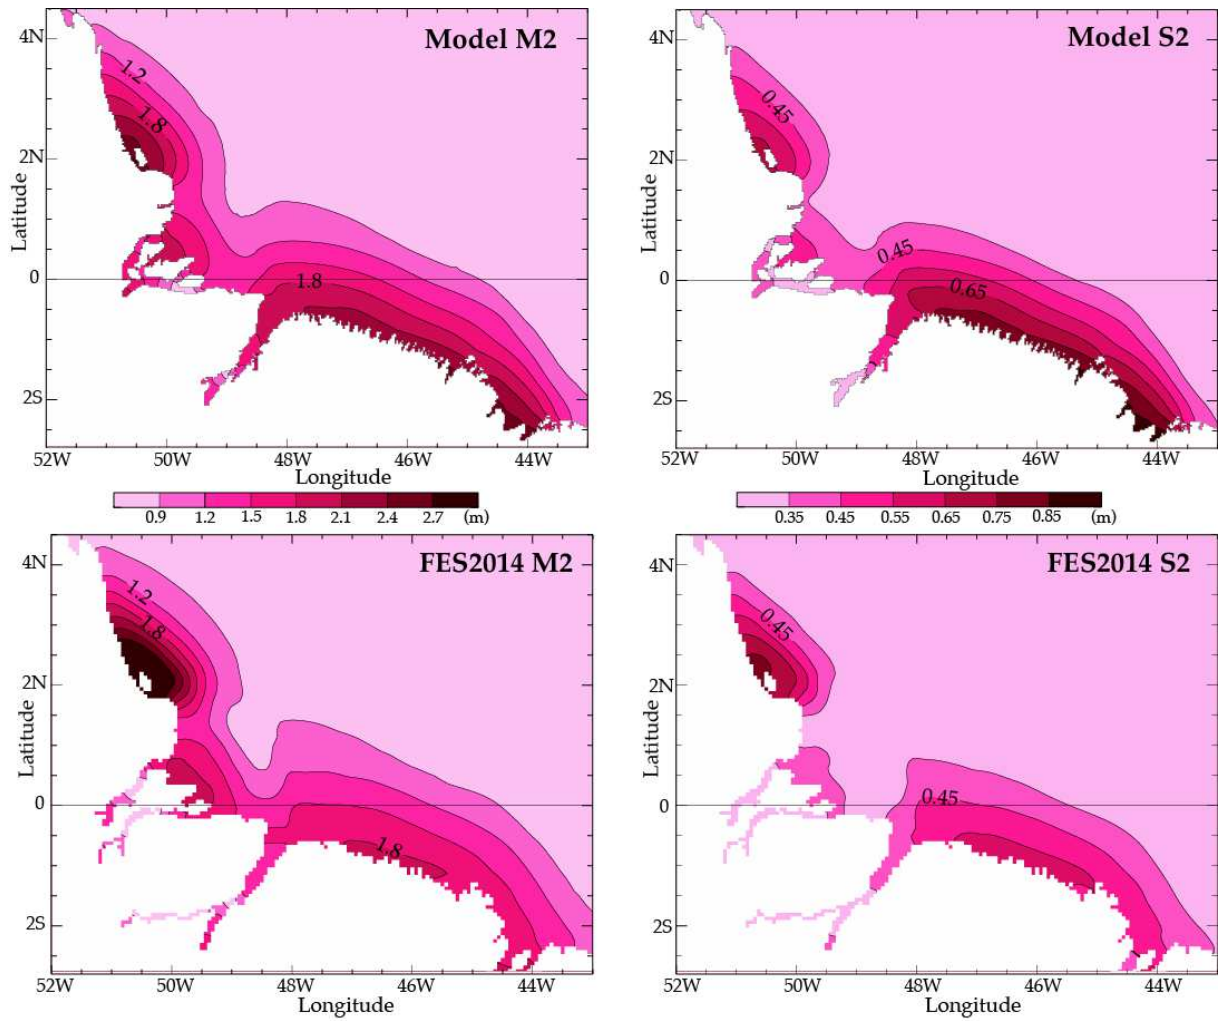 Model M2
4N
2N
0
2S
Latitude
1.2
1.8
1.8
52W 50W 48W 46W 44W
Longitude
Model S2
4N
2N
0
2S
Latitude
0.45
0.45
0.65
52W 50W 48W 46W 44W
Longitude
0.9 1.2 1.5 1.8 2.1 2.4 2.7 (m)
0.35 0.45 0.55 0.65 0.75 0.85 (m)
FES2014 M2
4N
2N
0
2S
Latitude
1.2
1.8
1.8
52W 50W 48W 46W 44W
Longitude
FES2014 S2
4N
2N
0
2S
Latitude
0.45
0.45
52W 50W 48W 46W 44W
Longitude